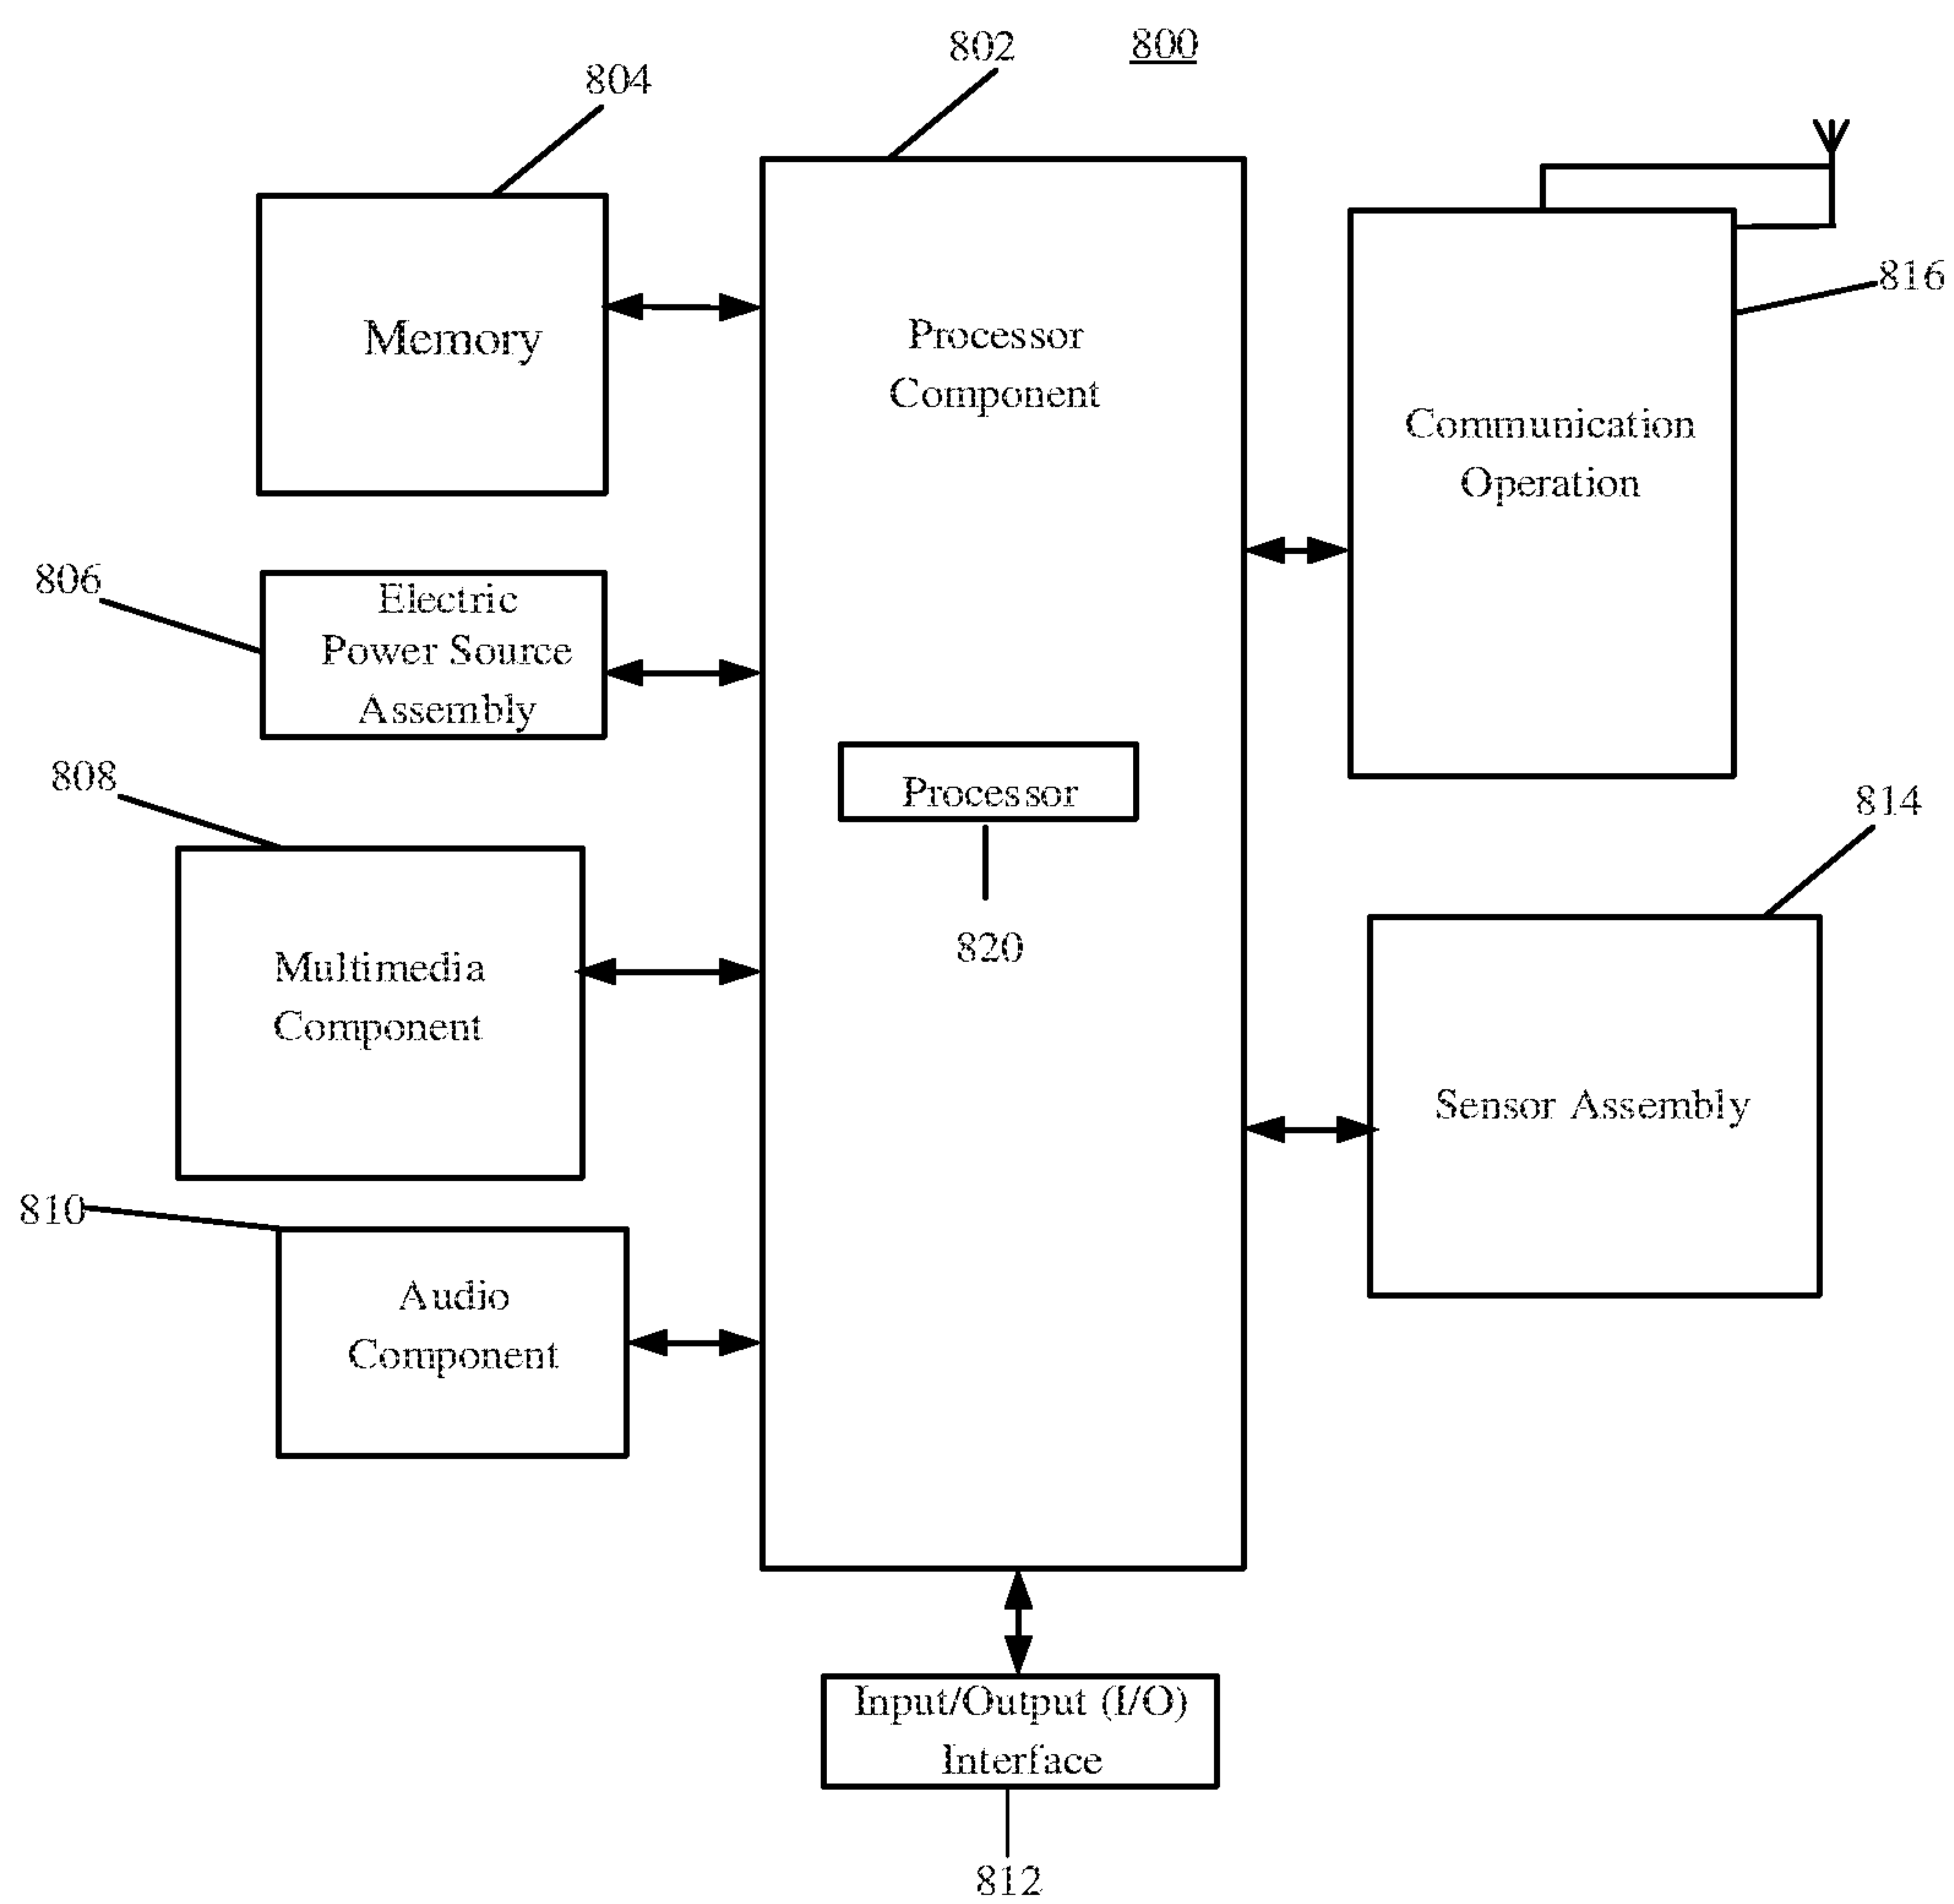 802
800
804
Memory
Processor
Component
816
Communication
Operation
806
Electric
Power Source
Assembly
808
Processor
820
814
Multimedia
Component
Sensor Assembly
810
Audio
Component
Input/Output (I/O)
Interface
812